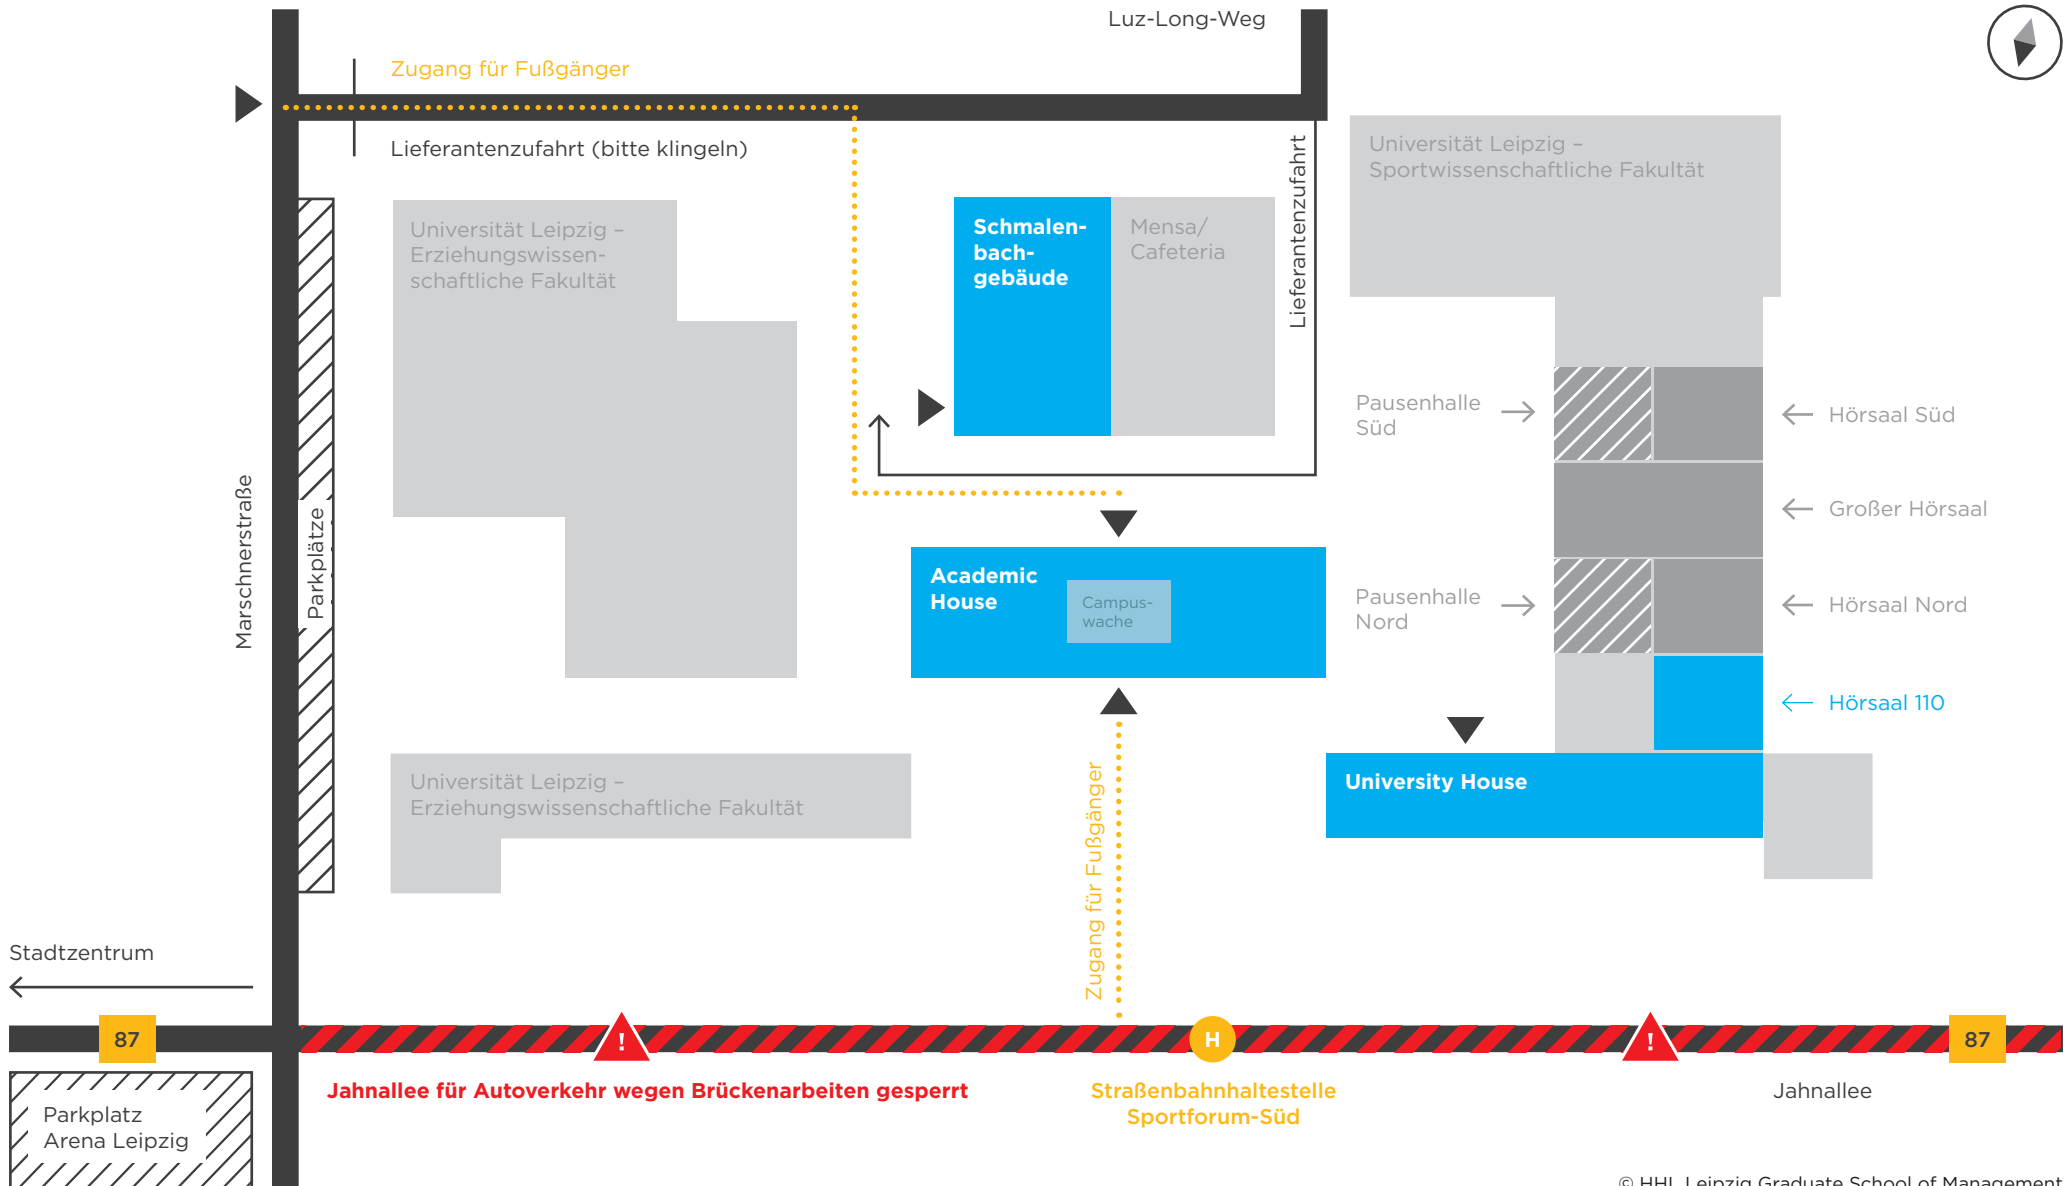 Luz-Long-Weg
Zugang für Fußgänger
Lieferantenzufahrt (bitte klingeln)
Lieferantenzufahrt
Universität Leipzig –
Sportwissenschaftliche Fakultät
Universität Leipzig –
Erziehungswissen-
schaftliche Fakultät
Schmalen-
bach-
gebäude
Mensa/
Cafeteria
Pausenhalle
Süd
Hörsaal Süd
Marschnerstraße
Parkplätze
Großer Hörsaal
Academic
House
Campus-
wache
Pausenhalle
Nord
Hörsaal Nord
Hörsaal 110
Universität Leipzig –
Erziehungswissenschaftliche Fakultät
Zugang für Fußgänger
University House
Stadtzentrum
87
!
H
!
87
Jahnallee für Autoverkehr wegen Brückenarbeiten gesperrt
Straßenbahnhaltestelle
Sportforum-Süd
Jahnallee
Parkplatz
Arena Leipzig
© HHL Leipzig Graduate School of Management